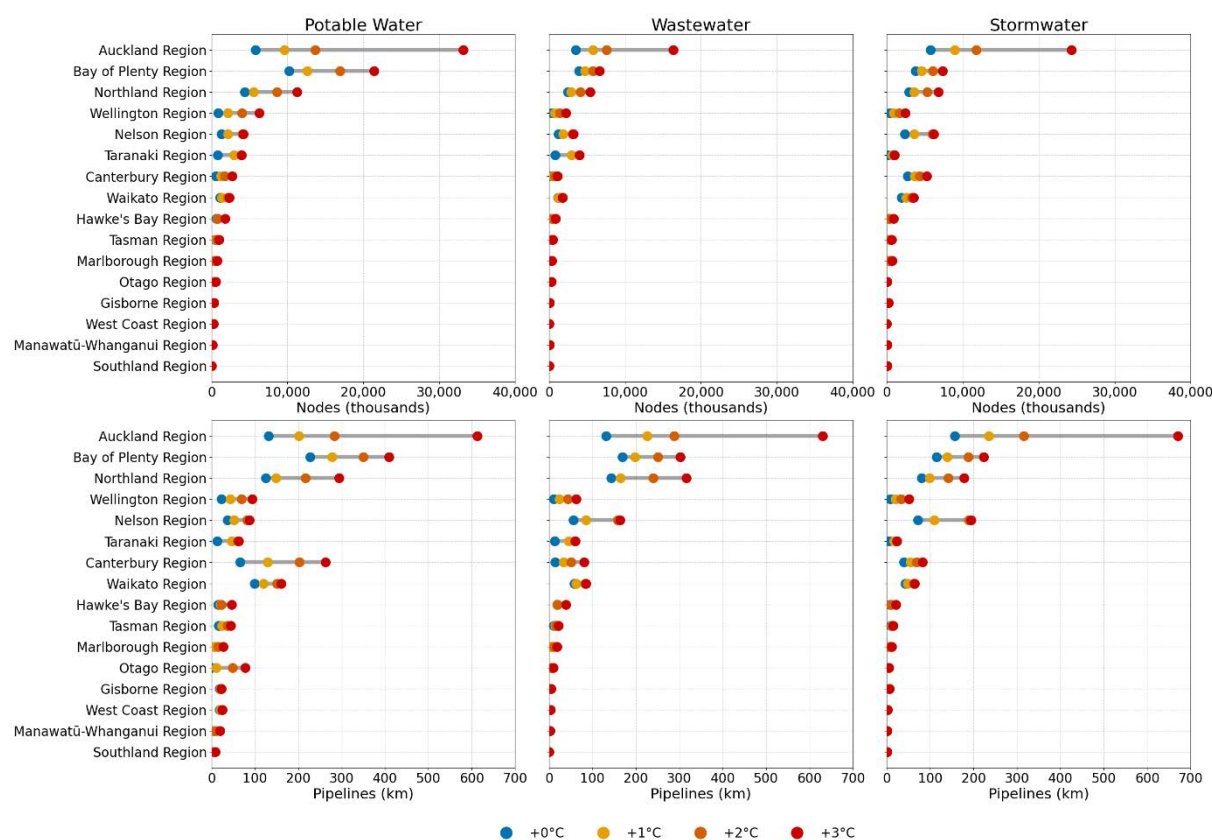 Potable Water Wastewater Stormwater
Auckland Region
Bay of Plenty Region
Northland Region
Wellington Region
Nelson Region
Taranaki Region
Canterbury Region
Waikato Region
Hawke's Bay Region
Tasman Region
Marlborough Region
Otago Region
Gisborne Region
West Coast Region
Manawatū-Whanganui Region
Southland Region
0 10,000 20,000 30,000 40,000 0 10,000 20,000 30,000 40,000 0 10,000 20,000 30,000 40,000
Nodes (thousands) Nodes (thousands) Nodes (thousands)
Auckland Region
Bay of Plenty Region
Northland Region
Wellington Region
Nelson Region
Taranaki Region
Canterbury Region
Waikato Region
Hawke's Bay Region
Tasman Region
Marlborough Region
Otago Region
Gisborne Region
West Coast Region
Manawatū-Whanganui Region
Southland Region
0 100 200 300 400 500 600 700 0 100 200 300 400 500 600 700 0 100 200 300 400 500 600 700
Pipelines (km) Pipelines (km) Pipelines (km)
+0°C +1°C +2°C +3°C